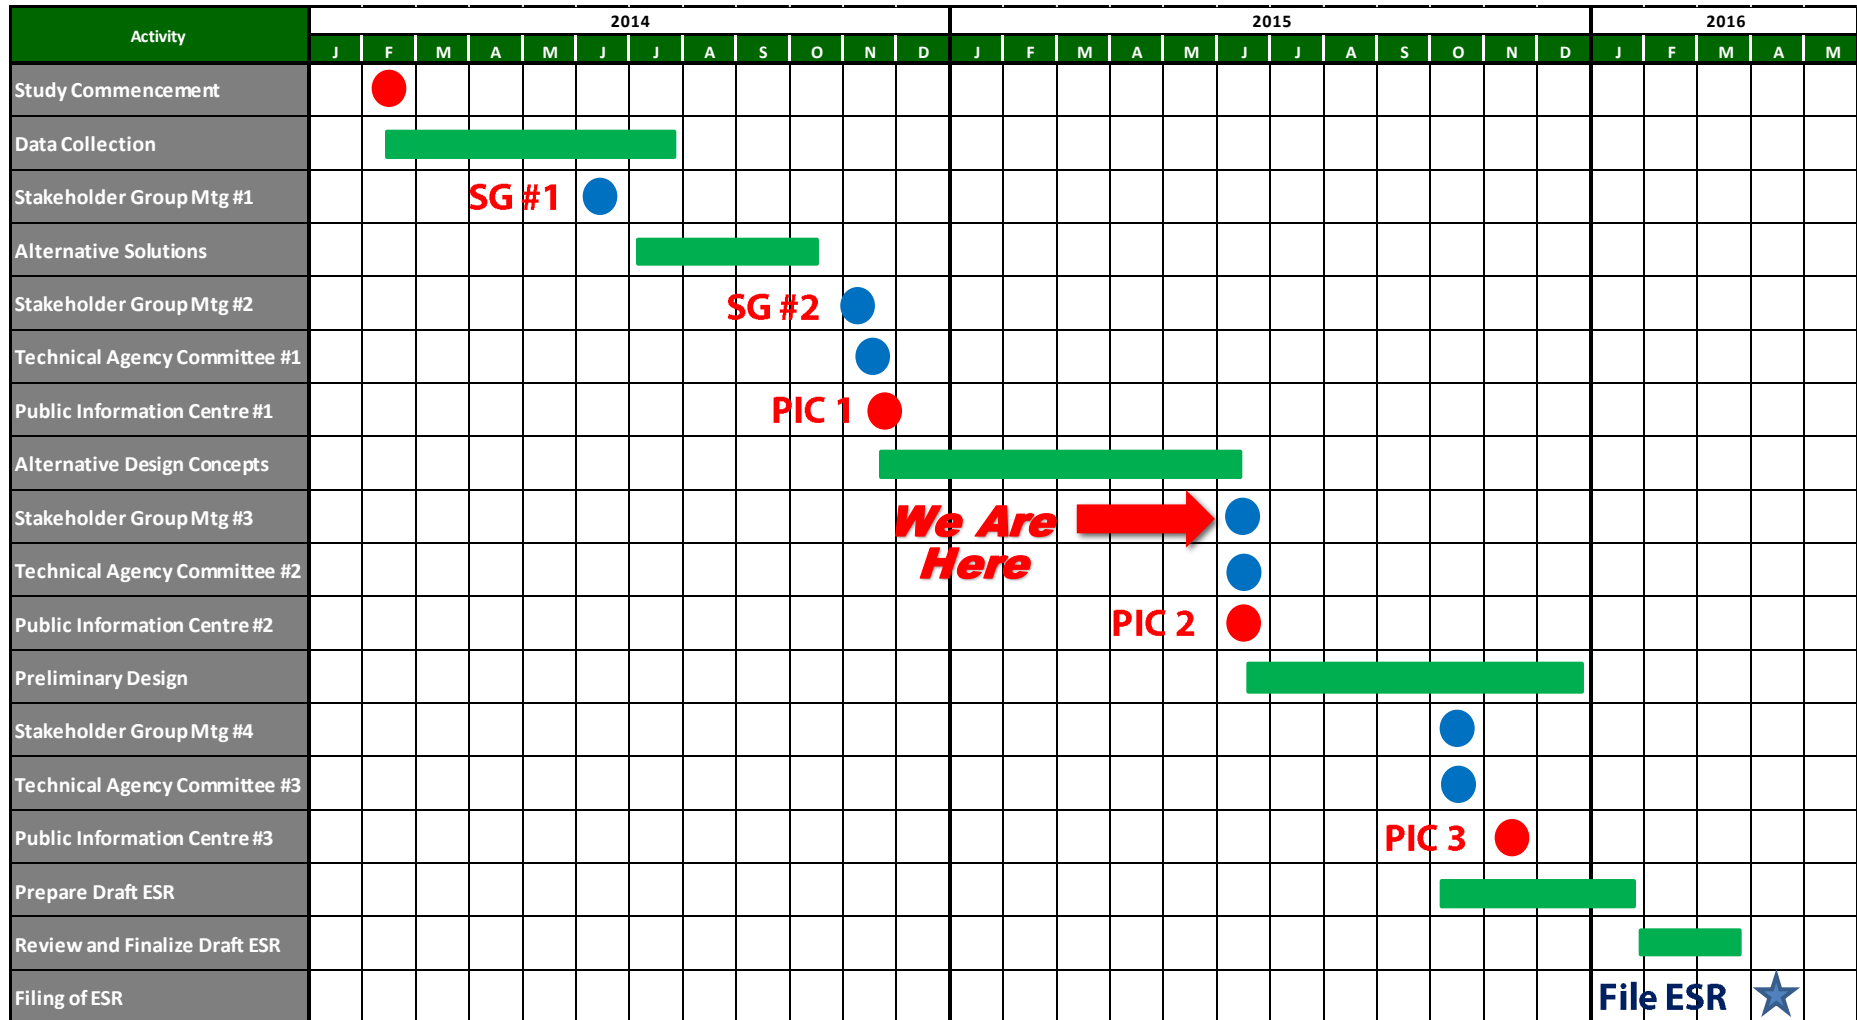 Activity
2014 2015 2016
J F M A M J J A S O N D J F M A M J J A S O N D J F M A M
Study Commencement
Data Collection
Stakeholder Group Mtg #1 SG #1
Alternative Solutions
Stakeholder Group Mtg #2 SG #2
Technical Agency Committee #1
Public Information Centre #1 PIC 1
Alternative Design Concepts
Stakeholder Group Mtg #3 We Are
Technical Agency Committee #2 Here
Public Information Centre #2 PIC 2
Preliminary Design
Stakeholder Group Mtg #4
Technical Agency Committee #3
Public Information Centre #3 PIC 3
Prepare Draft ESR
Review and Finalize Draft ESR
Filing of ESR File ESR